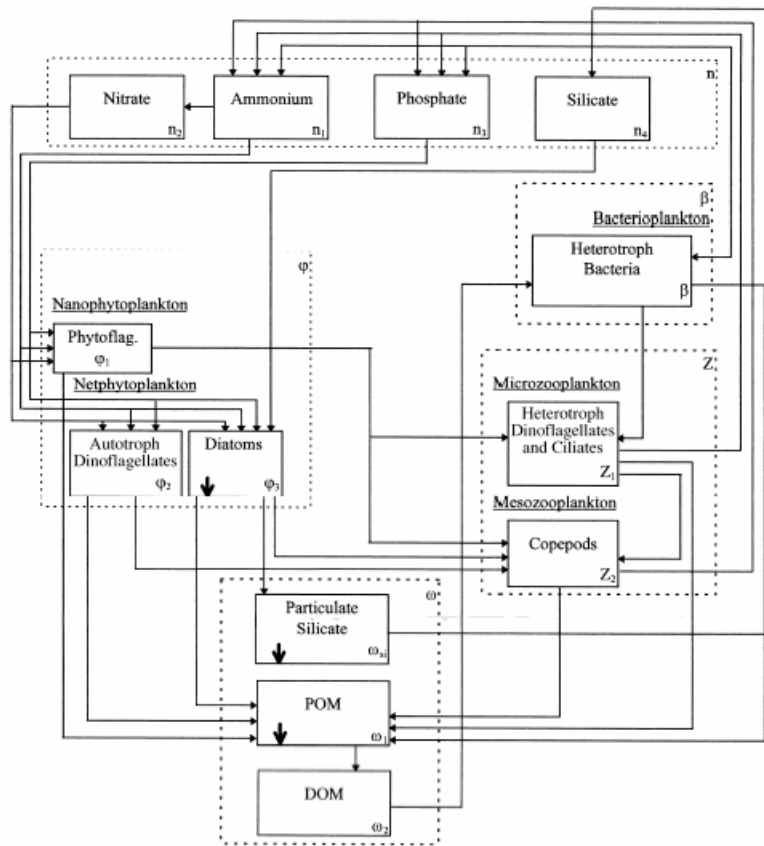 n
Nitrate
n2
Ammonium
n1
Phosphate
n3
Silicate
n4
β
Bacterioplankton
Heterotroph
Bacteria
β
φ
Nanophytoplankton
Phytoflag.
φ1
Netphytoplankton
Autotroph
Dinoflagellates
φ2
Diatoms
φ3
Z
Microzooplankton
Heterotroph
Dinoflagellates
and Ciliates
Z1
Mesozooplankton
Copepods
Z2
ω
Particulate
Silicate
ωsi
POM
ω1
DOM
ω2